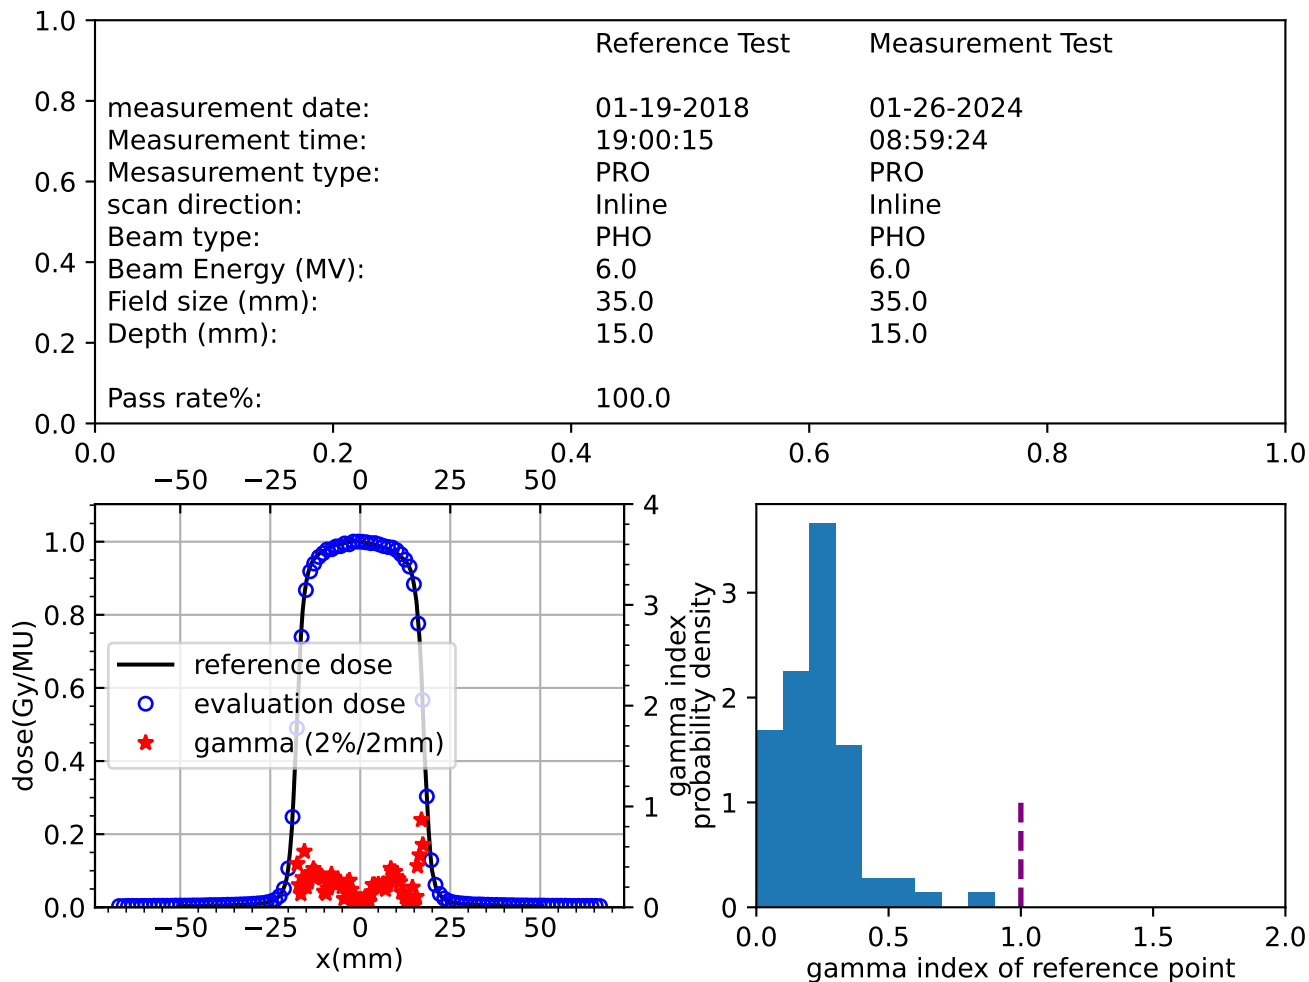 1.0
Reference Test Measurement Test
0.8
measurement date: 01-19-2018 01-26-2024
Measurement time: 19:00:15 08:59:24
Mesasurement type: PRO PRO
0.6
scan direction: Inline Inline
Beam type: PHO PHO
0.4
Beam Energy (MV): 6.0 6.0
Field size (mm): 35.0 35.0
0.2
Depth (mm): 15.0 15.0
Pass rate%: 100.0
0.0
0.0 0.2 0.4 0.6 0.8 1.0
−50 −25 0 25 50
dose(Gy/MU)
1.0
0.8
0.6
0.4
0.2
0.0
reference dose
evaluation dose
gamma (2%/2mm)
4
3
2
1
0
gamma index
−50 −25 0 25 50
x(mm)
probability density
3
2
1
0
0.0 0.5 1.0 1.5 2.0
gamma index of reference point